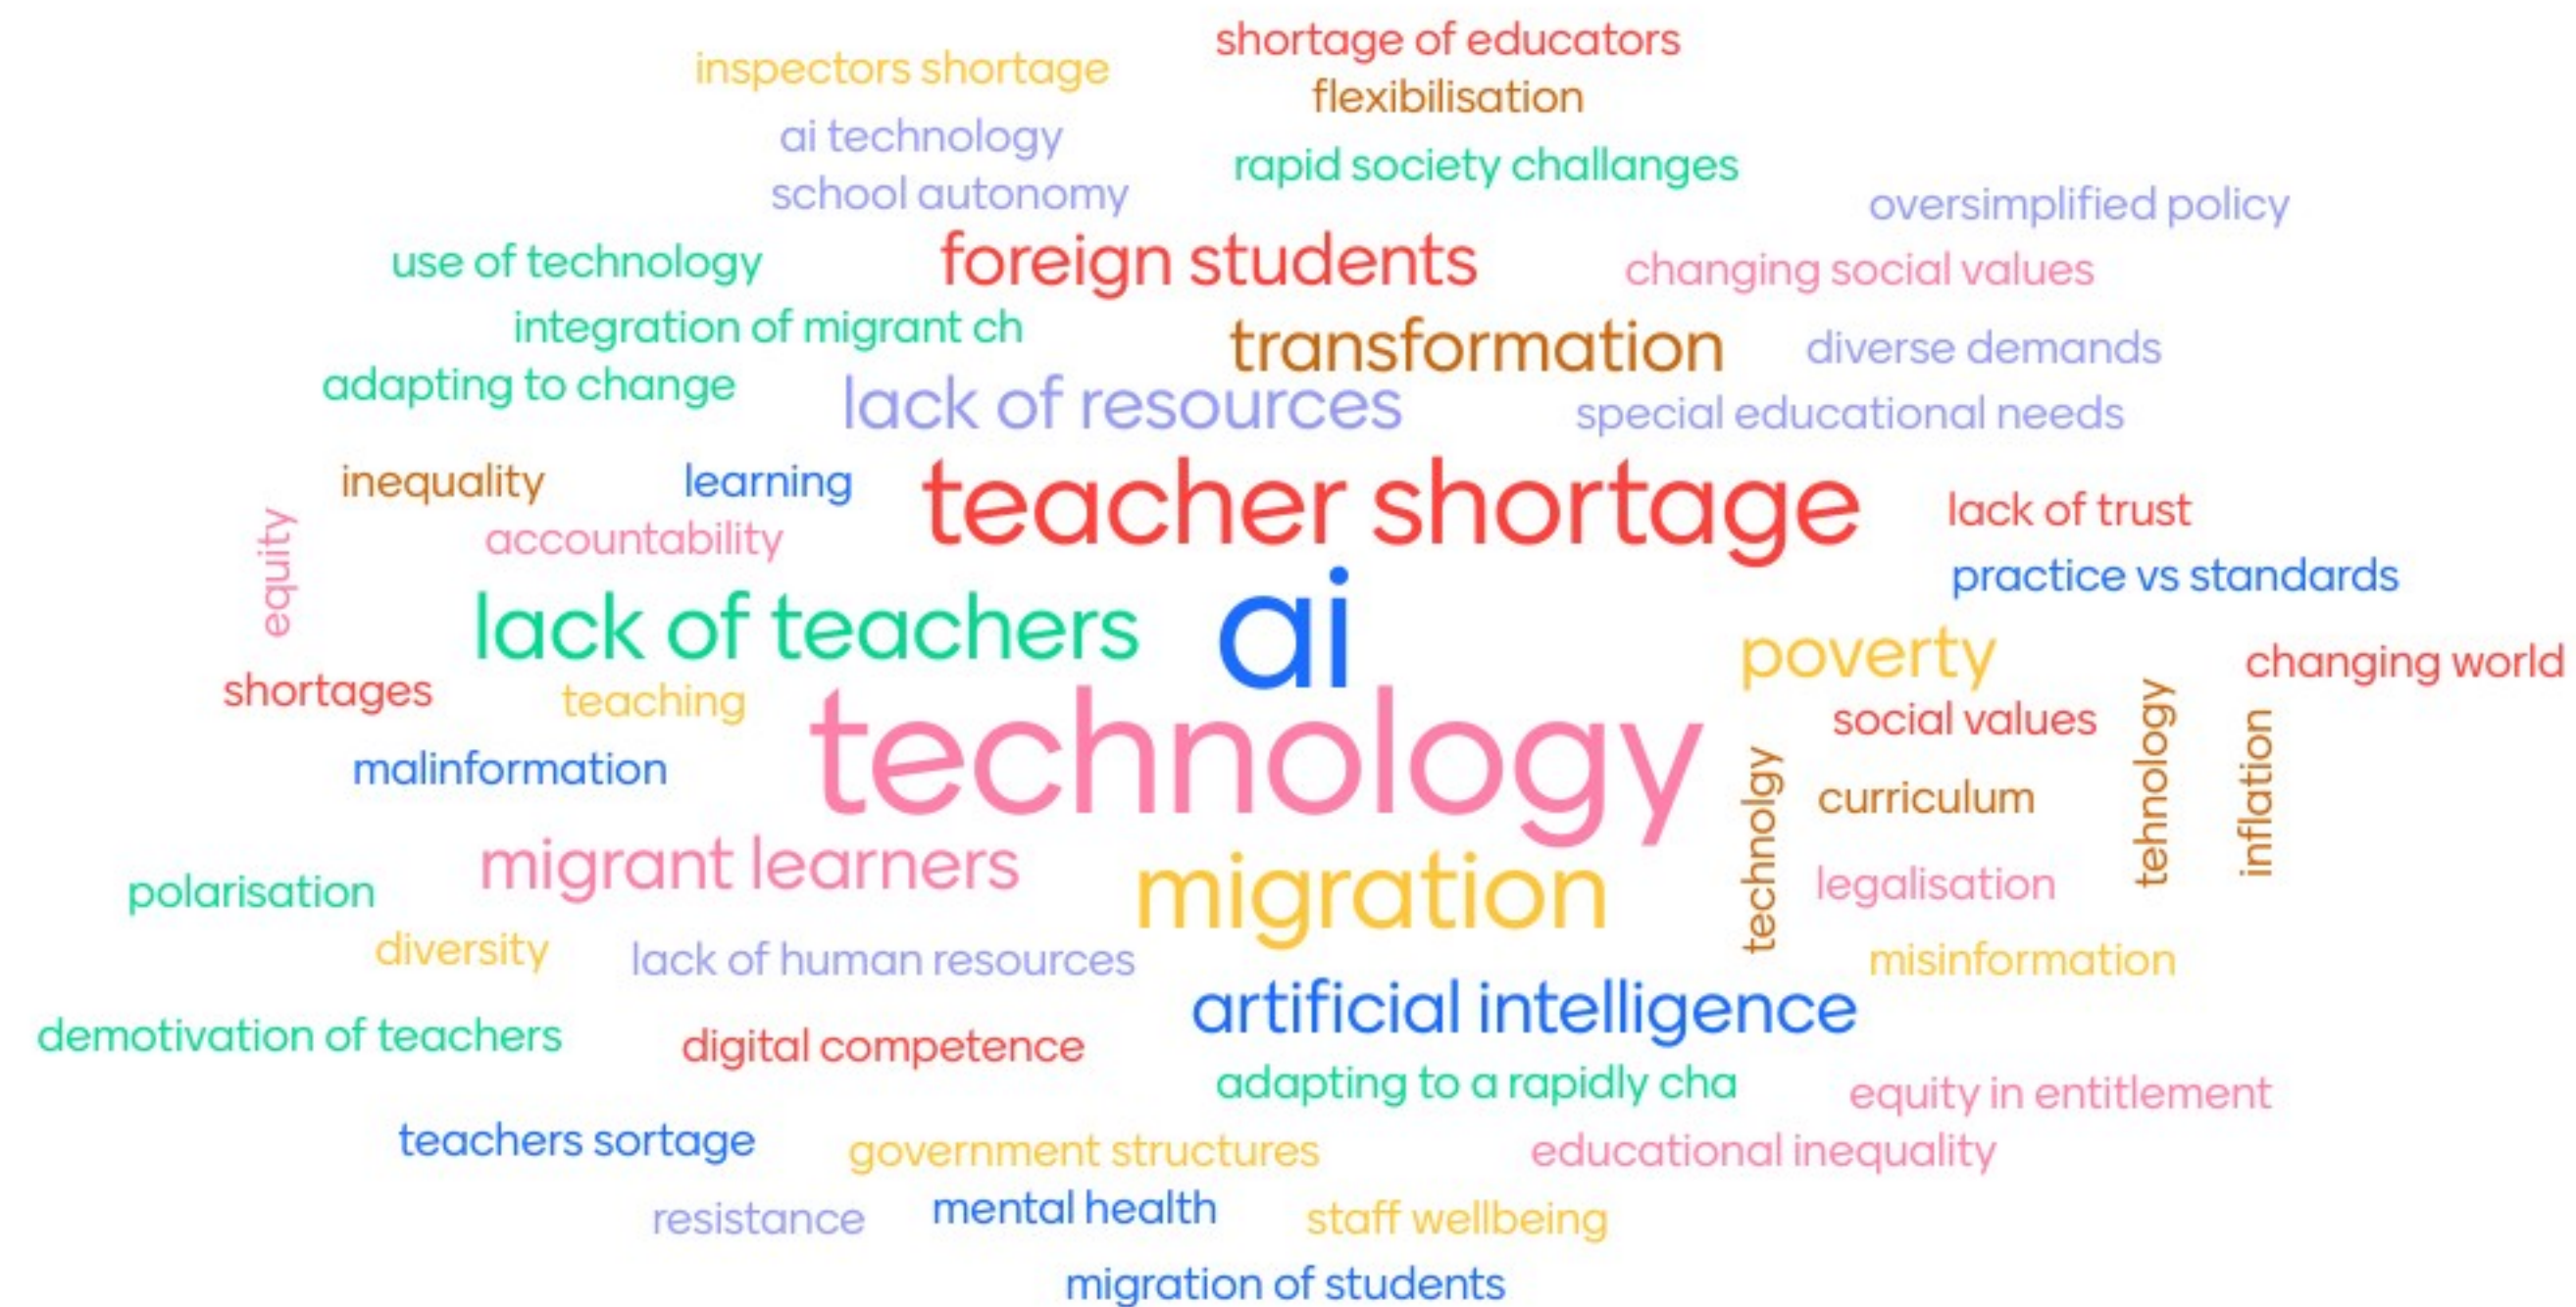 shortage of educators
inspectors shortage
flexibilisation
ai technology
rapid society challanges
school autonomy
oversimplified policy
use of technology
foreign students
changing social values
integration of migrant ch
transformation
diverse demands
adapting to change
lack of resources
special educational needs
inequality
learning
teacher shortage
lack of trust
equity
accountability
practice vs standards
lack of teachers
ai
poverty
changing world
shortages
teaching
technology
social values
tehnology
inflation
malinformation
technolgy
curriculum
migrant learners
migration
legalisation
polarisation
diversity
lack of human resources
misinformation
artificial intelligence
demotivation of teachers
digital competence
adapting to a rapidly cha
equity in entitlement
teachers sortage
government structures
educational inequality
resistance
mental health
staff wellbeing
migration of students